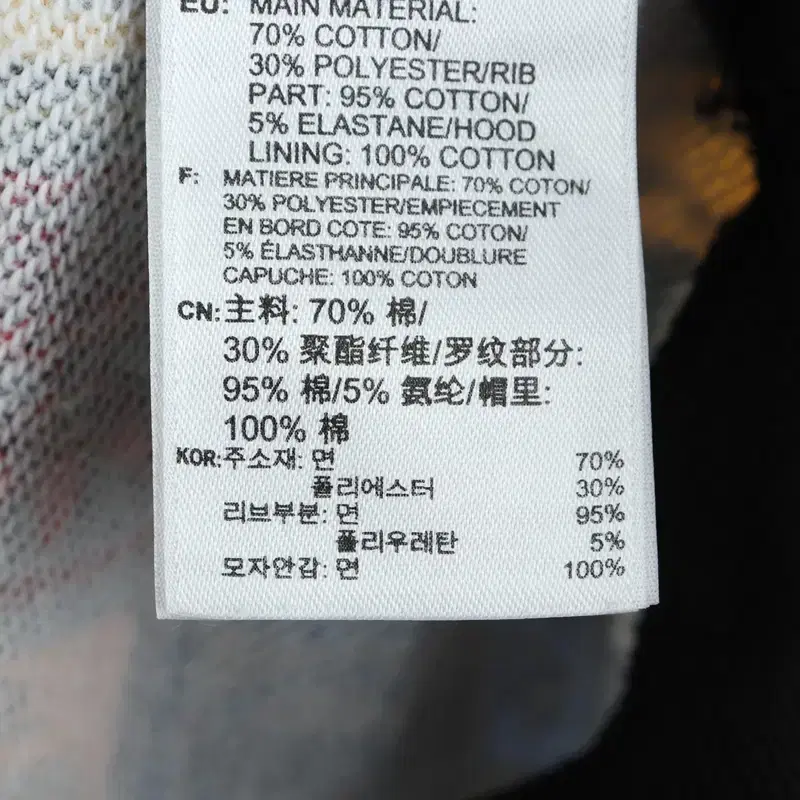 EU: MAIN MATERIAL:
70% COTTON/
30% POLYESTER/RIB
PART: 95% COTTON/
5% ELASTANE/HOOD
LINING: 100% COTTON
F: MATIERE PRINCIPALE: 70% COTON/
30% POLYESTER/EMPIECEMENT
EN BORD COTE: 95% COTON/
5% ÉLASTHANNE/DOUBLURE
CAPUCHE: 100% COTON
CN:主料: 70% 棉/
30% 聚酯纤维/罗纹部分:
95% 棉/5% 氨纶/帽里:
100% 棉
KOR:주소재: 면 70%
폴리에스터 30%
리브부분: 면 95%
폴리우레탄 5%
모자안감: 면 100%